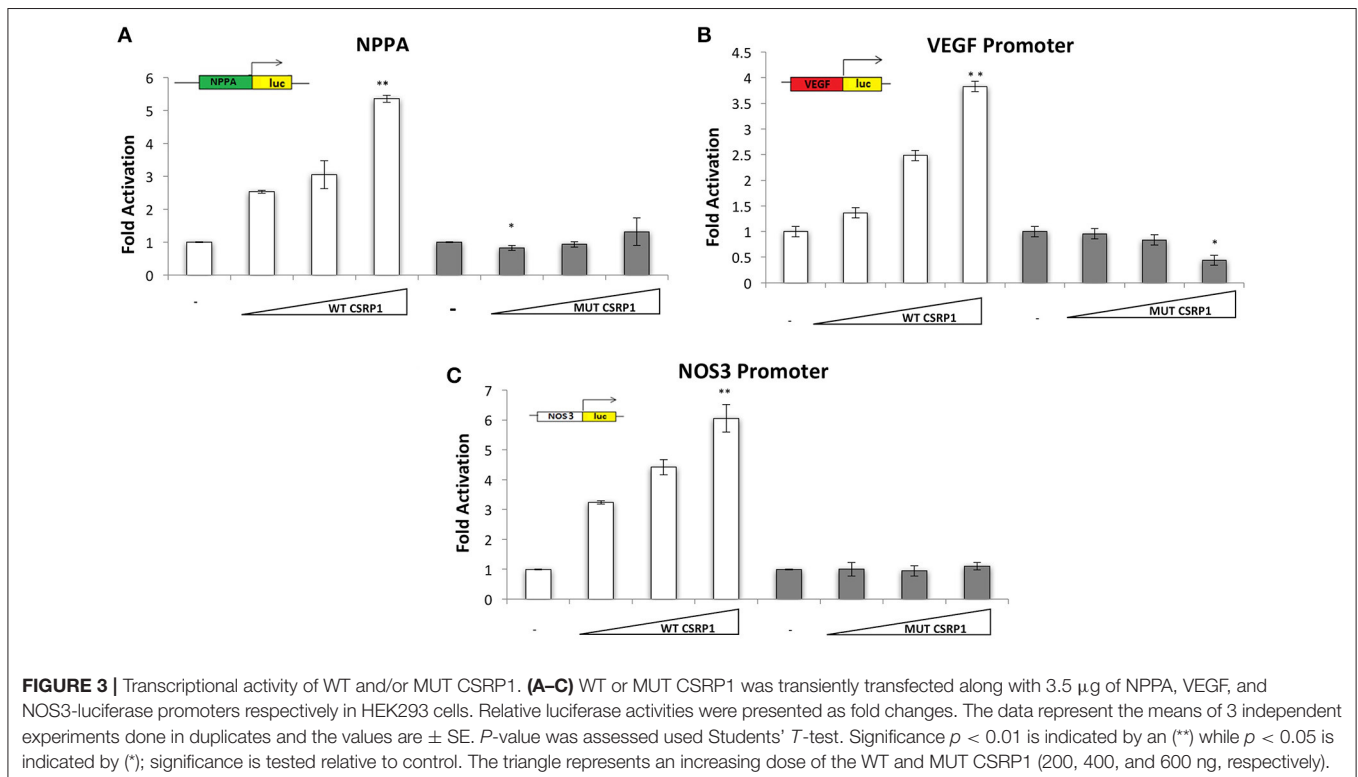 A
NPPA
NPPA luc
Fold Activation
6
5
4
3
2
1
0
**
*
-
WT CSRP1
-
MUT CSRP1
B
VEGF Promoter
VEGF luc
Fold Activation
4.5
4
3.5
3
2.5
2
1.5
1
0.5
0
**
*
-
WT CSRP1
-
MUT CSRP1
C
NOS3 Promoter
NOS3 luc
Fold Activation
7
6
5
4
3
2
1
0
**
-
WT CSRP1
-
MUT CSRP1
FIGURE 3 | Transcriptional activity of WT and/or MUT CSRP1. (A–C) WT or MUT CSRP1 was transiently transfected along with 3.5 μg of NPPA, VEGF, and
NOS3-luciferase promoters respectively in HEK293 cells. Relative luciferase activities were presented as fold changes. The data represent the means of 3 independent
experiments done in duplicates and the values are ± SE. P-value was assessed used Students' T-test. Significance p < 0.01 is indicated by an (**) while p < 0.05 is
indicated by (*); significance is tested relative to control. The triangle represents an increasing dose of the WT and MUT CSRP1 (200, 400, and 600 ng, respectively).